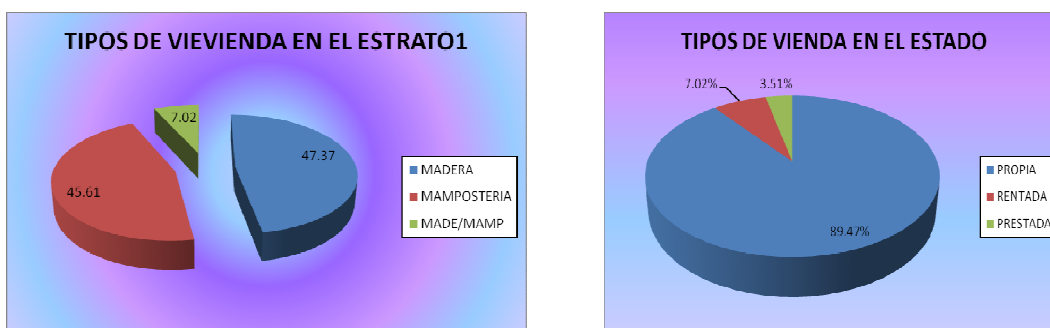 TIPOS DE VIEVIENDA EN EL ESTRATO1
7.02
47.37
45.61
MADERA
MAMPOSTERIA
MADE/MAMP
TIPOS DE VIENDA EN EL ESTADO
7.02%
3.51%
89.47%
PROPIA
RENTADA
PRESTADA